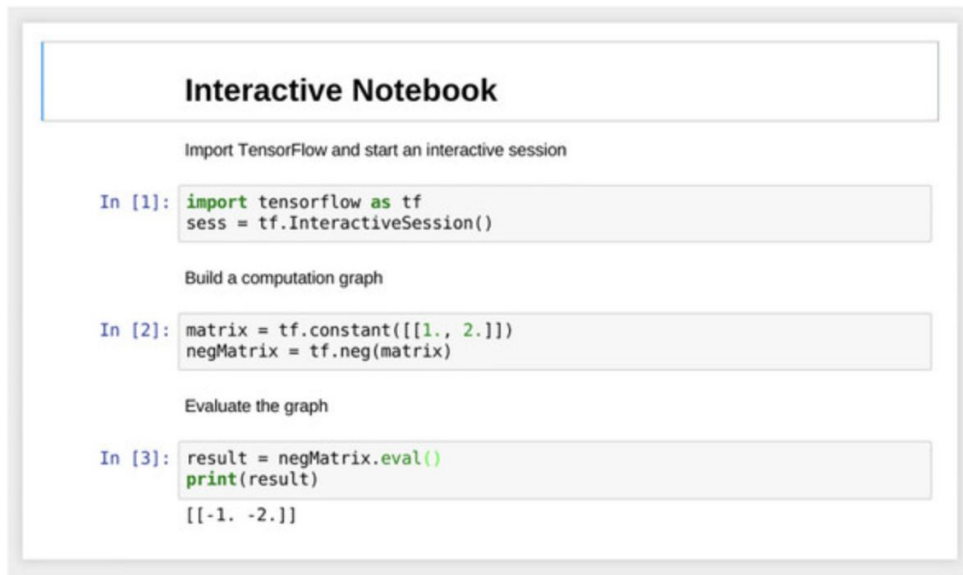 Interactive Notebook
Import TensorFlow and start an interactive session
In [1]: import tensorflow as tf
sess = tf.InteractiveSession()
Build a computation graph
In [2]: matrix = tf.constant([[1., 2.]])
negMatrix = tf.neg(matrix)
Evaluate the graph
In [3]: result = negMatrix.eval()
print(result)
[[-1. -2.]]